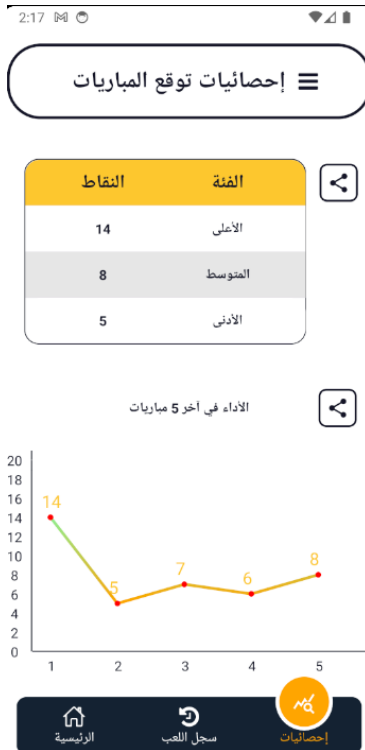 2:17
إحصائيات توقع المباريات
الفئة النقاط
الأعلى 14
المتوسط 8
الأدنى 5
الأداء في آخر 5 مباريات
20
18
16
14
12
10
8
6
4
2
0
14
5
7
6
8
1 2 3 4 5
إحصائيات
سجل اللعب
الرئيسية